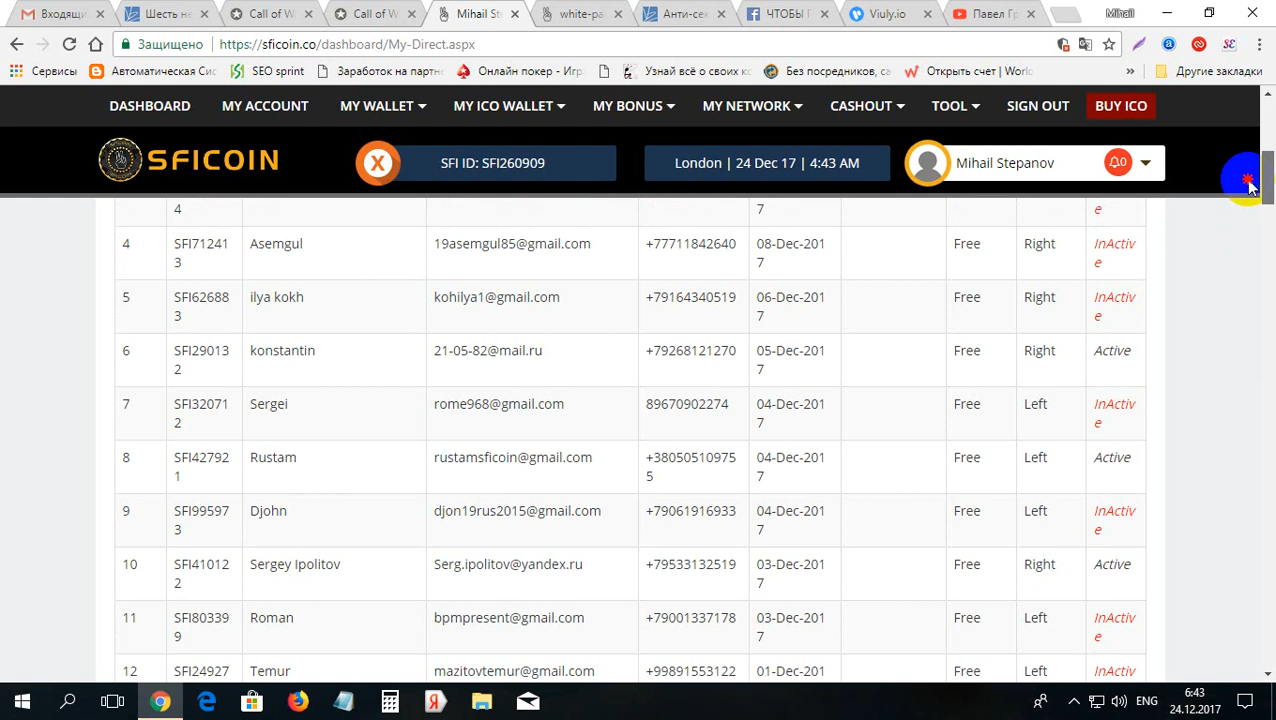 Входящи
Шесть не
Call of W
Call of W
Mihail St
white-pa
Анти-сек
ЧТОБЫ Г
Viuly.io
Павел Гр
Mihail
Защищено
https://sficoin.co/dashboard/My-Direct.aspx
Сервисы
Автоматическая Си
SEO sprint
Заработок на партн
Онлайн покер - Игр
Узнай всё о своих ко
Без посредников, са
Открыть счет | Worl
»
Другие закладки
DASHBOARD MY ACCOUNT MY WALLET MY ICO WALLET MY BONUS MY NETWORK CASHOUT TOOL SIGN OUT BUY ICO
SFICOIN
X
SFI ID: SFI260909
London | 24 Dec 17 | 4:43 AM
Mihail Stepanov
0
4 7 e
4 SFI71241 Asemgul 19asemgul85@gmail.com +77711842640 08-Dec-201 Free Right InActiv
3 7 e
5 SFI62688 ilya kokh kohilya1@gmail.com +79164340519 06-Dec-201 Free Right InActiv
3 7 e
6 SFI29013 konstantin 21-05-82@mail.ru +79268121270 05-Dec-201 Free Right Active
2 7
7 SFI32071 Sergei rome968@gmail.com 89670902274 04-Dec-201 Free Left InActiv
2 7 e
8 SFI42792 Rustam rustamsficoin@gmail.com +38050510975 04-Dec-201 Free Left Active
1 5 7
9 SFI99597 Djohn djon19rus2015@gmail.com +79061916933 04-Dec-201 Free Left InActiv
3 7 e
10 SFI41012 Sergey Ipolitov Serg.ipolitov@yandex.ru +79533132519 03-Dec-201 Free Right Active
2 7
11 SFI80339 Roman bpmpresent@gmail.com +79001337178 03-Dec-201 Free Left InActiv
9 7 e
12 SFI24927 Temur mazitovtemur@gmail.com +99891553122 01-Dec-201 Free Left InActiv
ENG
6:43
24.12.2017